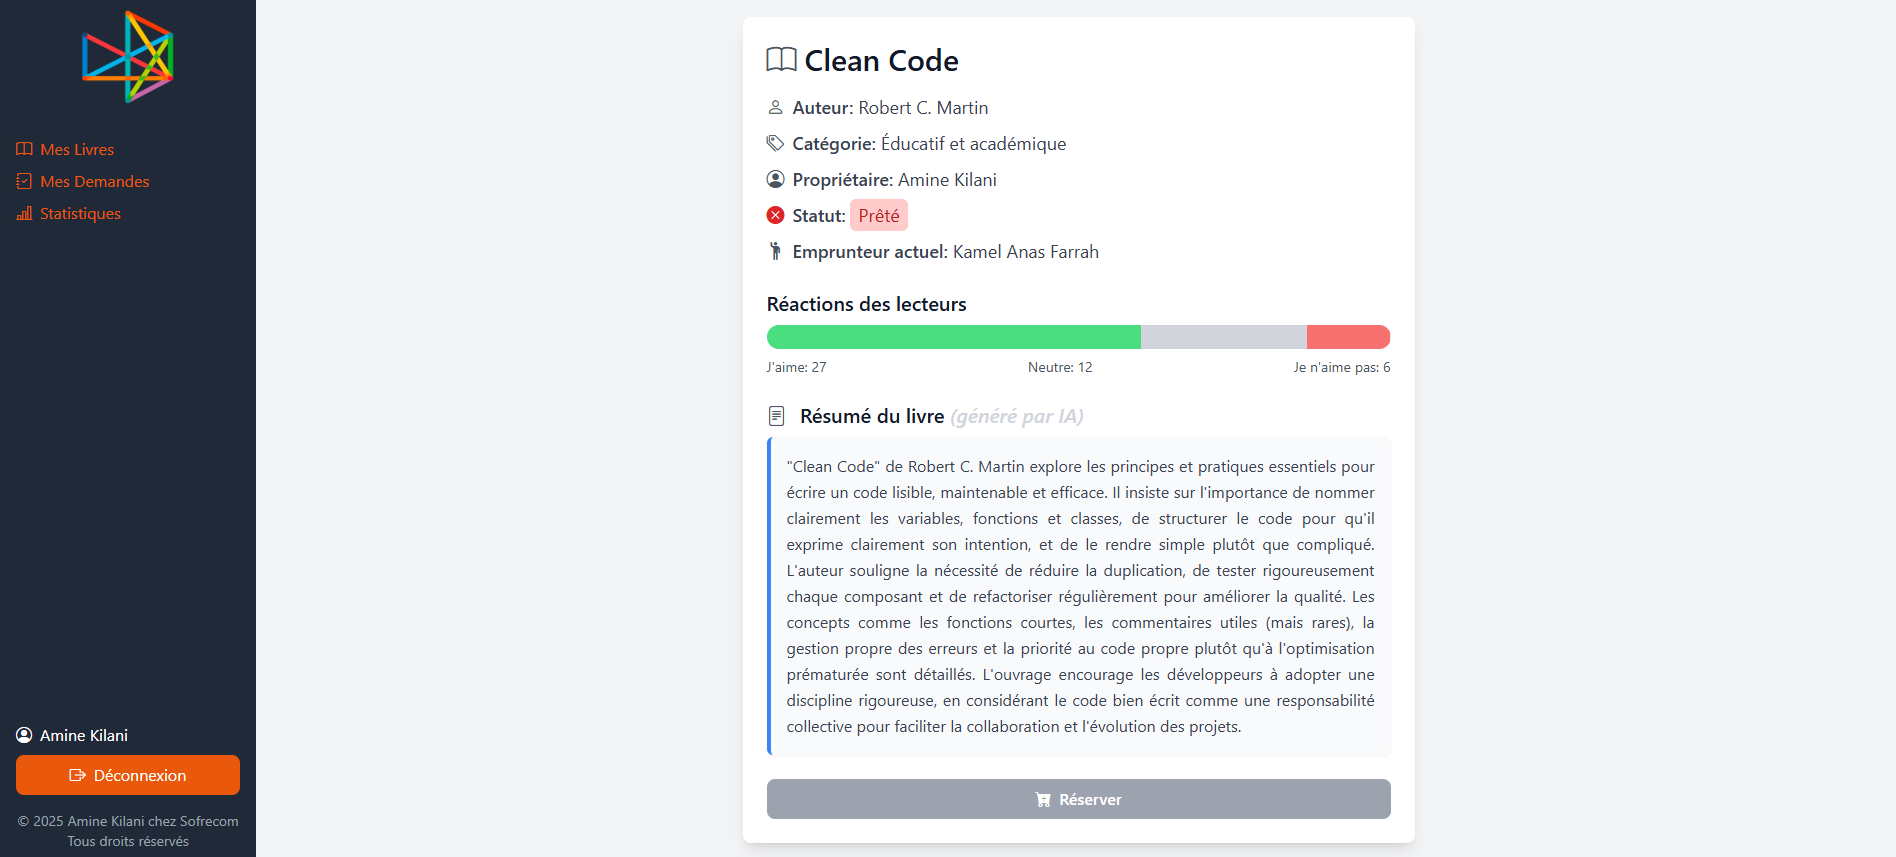 Mes Livres
Mes Demandes
Statistiques
Amine Kilani
Déconnexion
© 2025 Amine Kilani chez Sofrecom
Tous droits réservés
Clean Code
Auteur: Robert C. Martin
Catégorie: Éducatif et académique
Propriétaire: Amine Kilani
Statut: Prêté
Emprunteur actuel: Kamel Anas Farrah
Réactions des lecteurs
J'aime: 27 Neutre: 12 Je n'aime pas: 6
Résumé du livre (généré par IA)
"Clean Code" de Robert C. Martin explore les principes et pratiques essentiels pour
écrire un code lisible, maintenable et efficace. Il insiste sur l'importance de nommer
clairement les variables, fonctions et classes, de structurer le code pour qu'il
exprime clairement son intention, et de le rendre simple plutôt que compliqué.
L'auteur souligne la nécessité de réduire la duplication, de tester rigoureusement
chaque composant et de refactoriser régulièrement pour améliorer la qualité. Les
concepts comme les fonctions courtes, les commentaires utiles (mais rares), la
gestion propre des erreurs et la priorité au code propre plutôt qu'à l'optimisation
prématurée sont détaillés. L'ouvrage encourage les développeurs à adopter une
discipline rigoureuse, en considérant le code bien écrit comme une responsabilité
collective pour faciliter la collaboration et l'évolution des projets.
Réserver